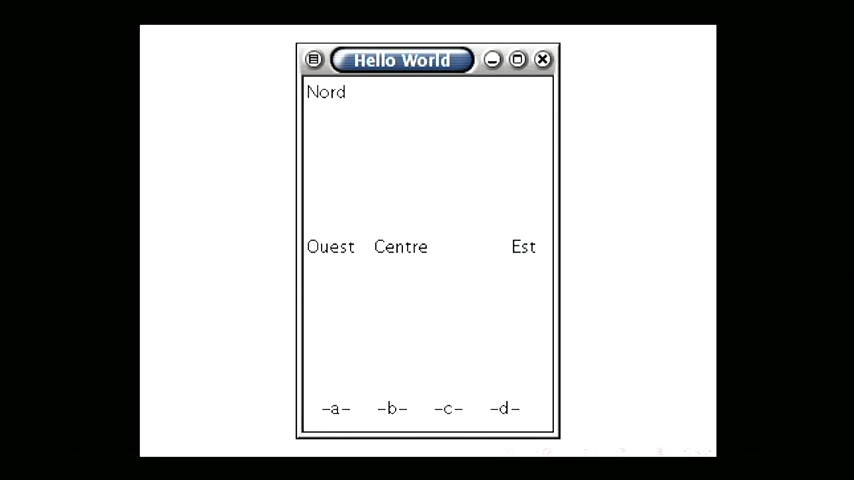 Hello World
Nord
Ouest Centre Est
-a- -b- -c- -d-